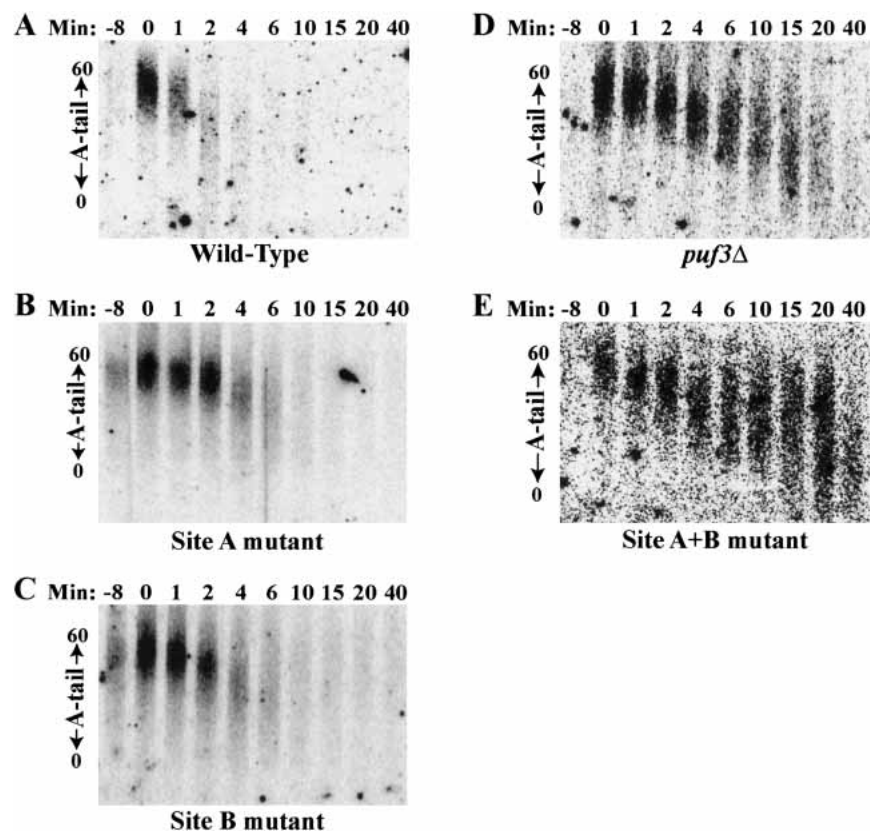 A Min: -8 0 1 2 4 6 10 15 20 40
60
←A-tail→
0
Wild-Type
B Min: -8 0 1 2 4 6 10 15 20 40
60
←A-tail→
0
Site A mutant
C Min: -8 0 1 2 4 6 10 15 20 40
60
←A-tail→
0
Site B mutant
D Min: -8 0 1 2 4 6 10 15 20 40
60
←A-tail→
0
puf3Δ
E Min: -8 0 1 2 4 6 10 15 20 40
60
←A-tail→
0
Site A+B mutant